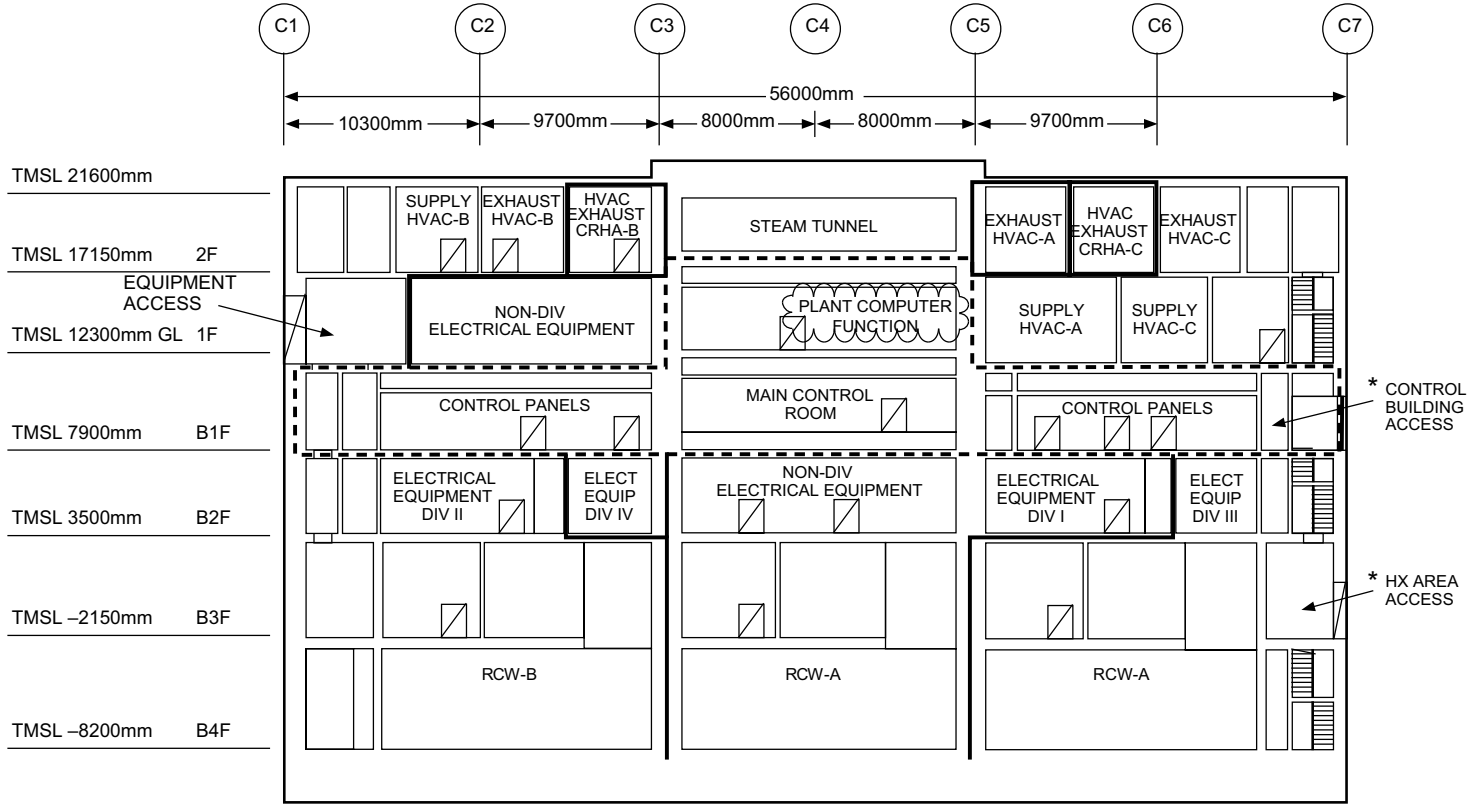 C1 C2 C3 C4 C5 C6 C7
56000mm
10300mm 9700mm 8000mm 8000mm 9700mm
TMSL 21600mm
SUPPLY
HVAC-B
EXHAUST
HVAC-B
HVAC
EXHAUST
CRHA-B
STEAM TUNNEL
EXHAUST
HVAC-A
HVAC
EXHAUST
CRHA-C
EXHAUST
HVAC-C
TMSL 17150mm 2F
EQUIPMENT
ACCESS
NON-DIV
ELECTRICAL EQUIPMENT
PLANT COMPUTER
FUNCTION
SUPPLY
HVAC-A
SUPPLY
HVAC-C
TMSL 12300mm GL 1F
CONTROL PANELS
MAIN CONTROL
ROOM
CONTROL PANELS
* CONTROL
BUILDING
ACCESS
TMSL 7900mm B1F
ELECTRICAL
EQUIPMENT
DIV II
ELECT
EQUIP
DIV IV
NON-DIV
ELECTRICAL EQUIPMENT
ELECTRICAL
EQUIPMENT
DIV I
ELECT
EQUIP
DIV III
TMSL 3500mm B2F
* HX AREA
ACCESS
TMSL –2150mm B3F
RCW-B
RCW-A
RCW-A
TMSL –8200mm B4F